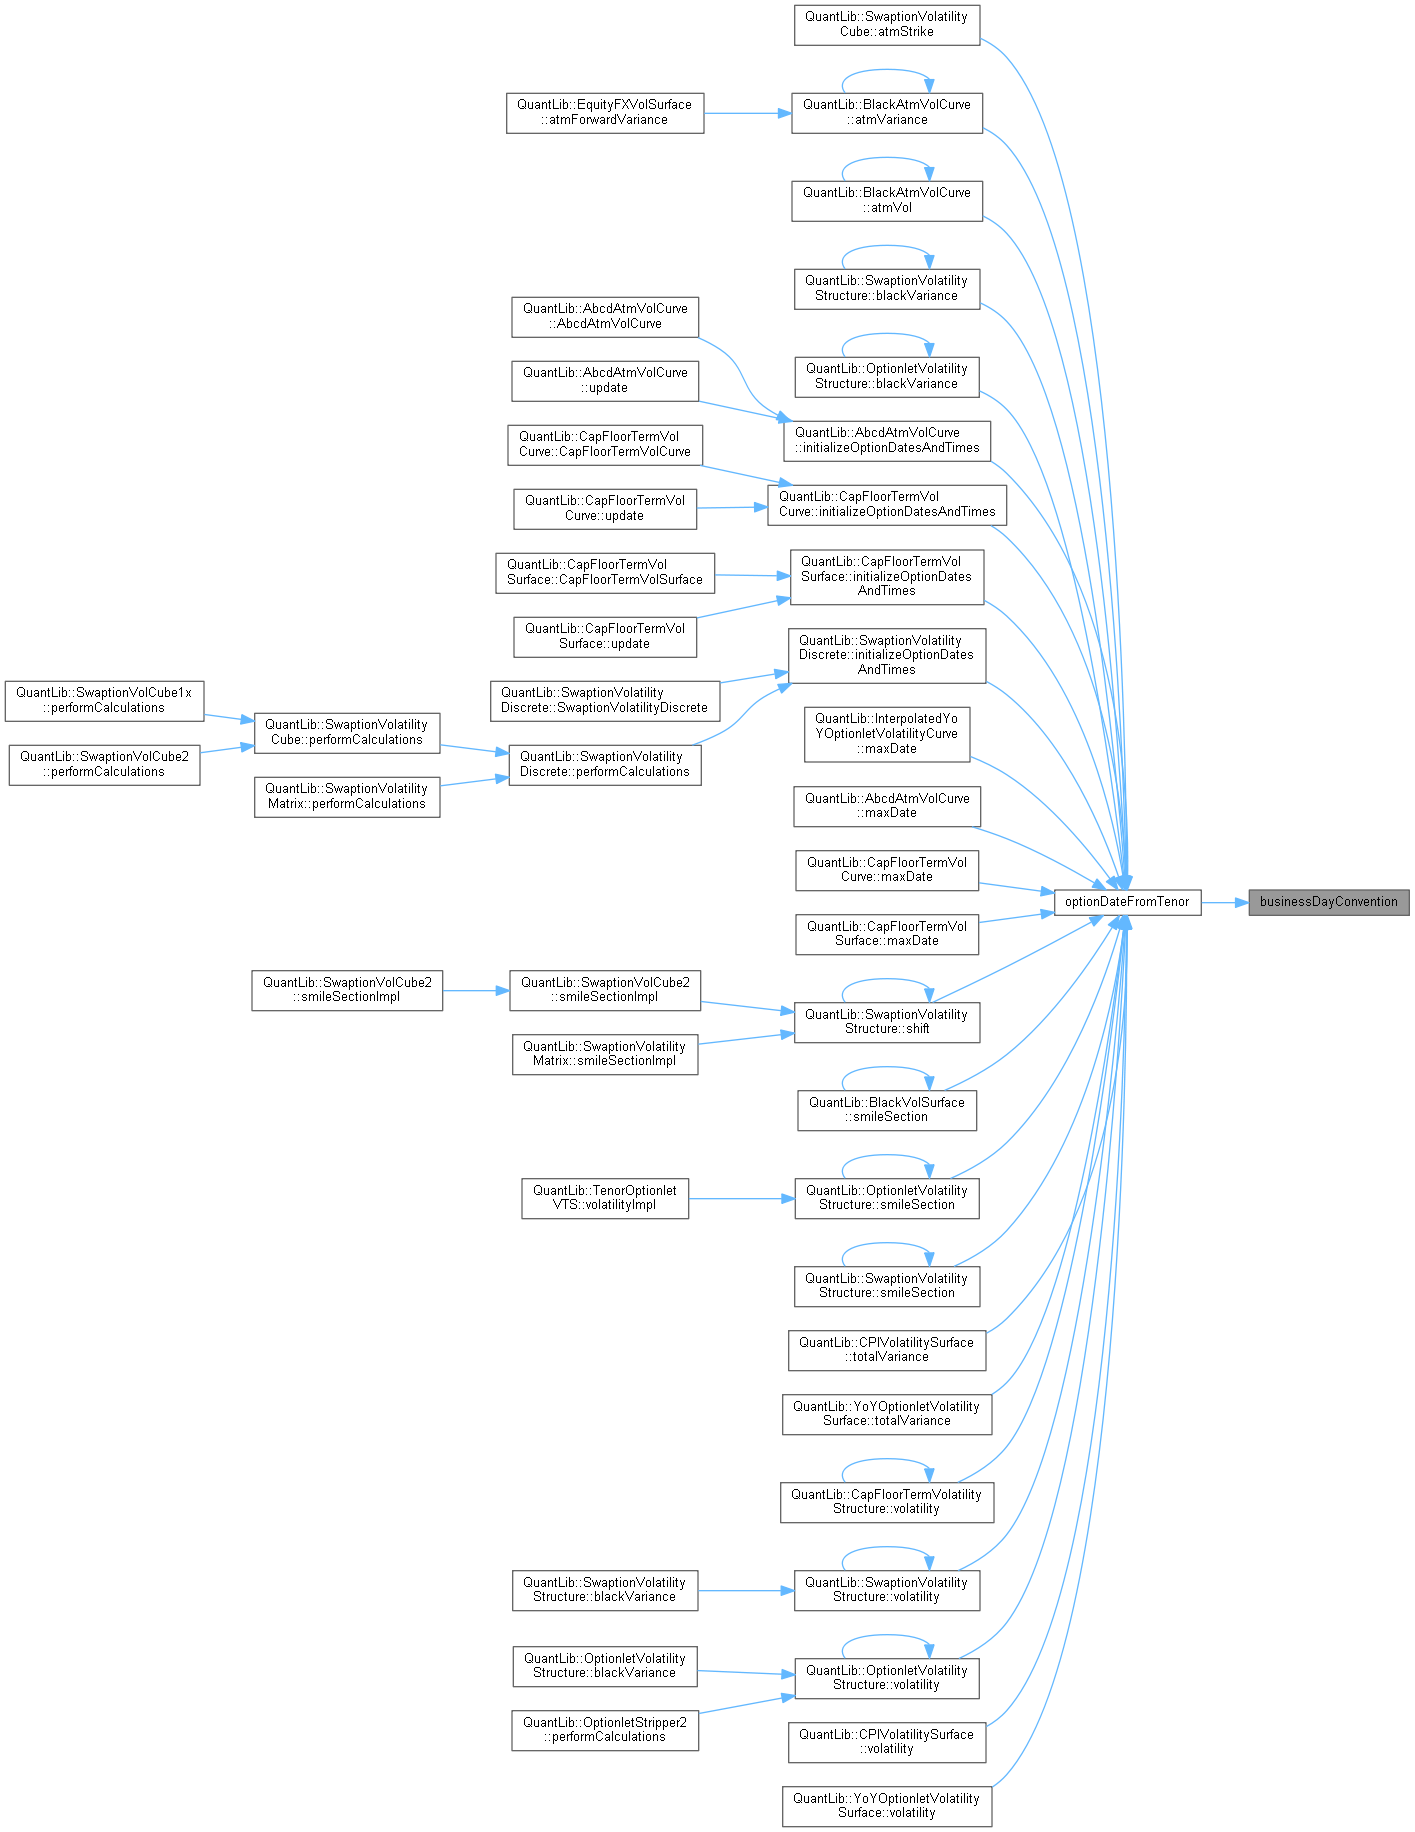 QuantLib::SwaptionVolatility
Cube::atmStrike
QuantLib::EquityFXVolSurface
::atmForwardVariance
QuantLib::BlackAtmVolCurve
::atmVariance
QuantLib::BlackAtmVolCurve
::atmVol
QuantLib::SwaptionVolatility
Structure::blackVariance
QuantLib::AbcdAtmVolCurve
::AbcdAtmVolCurve
QuantLib::OptionletVolatility
Structure::blackVariance
QuantLib::AbcdAtmVolCurve
::update
QuantLib::AbcdAtmVolCurve
::initializeOptionDatesAndTimes
QuantLib::CapFloorTermVol
Curve::CapFloorTermVolCurve
QuantLib::CapFloorTermVol
Curve::initializeOptionDatesAndTimes
QuantLib::CapFloorTermVol
Curve::update
QuantLib::CapFloorTermVol
Surface::CapFloorTermVolSurface
QuantLib::CapFloorTermVol
Surface::initializeOptionDates
AndTimes
QuantLib::CapFloorTermVol
Surface::update
QuantLib::SwaptionVolatility
Discrete::initializeOptionDates
AndTimes
QuantLib::SwaptionVolCube1x
::performCalculations
QuantLib::SwaptionVolatility
Discrete::SwaptionVolatilityDiscrete
QuantLib::SwaptionVolatility
Cube::performCalculations
QuantLib::InterpolatedYo
YOptionletVolatilityCurve
::maxDate
QuantLib::SwaptionVolCube2
::performCalculations
QuantLib::SwaptionVolatility
Discrete::performCalculations
QuantLib::SwaptionVolatility
Matrix::performCalculations
QuantLib::AbcdAtmVolCurve
::maxDate
QuantLib::CapFloorTermVol
Curve::maxDate
optionDateFromTenor
businessDayConvention
QuantLib::CapFloorTermVol
Surface::maxDate
QuantLib::SwaptionVolCube2
::smileSectionImpl
QuantLib::SwaptionVolCube2
::smileSectionImpl
QuantLib::SwaptionVolatility
Structure::shift
QuantLib::SwaptionVolatility
Matrix::smileSectionImpl
QuantLib::BlackVolSurface
::smileSection
QuantLib::TenorOptionlet
VTS::volatilityImpl
QuantLib::OptionletVolatility
Structure::smileSection
QuantLib::SwaptionVolatility
Structure::smileSection
QuantLib::CPIVolatilitySurface
::totalVariance
QuantLib::YoYOptionletVolatility
Surface::totalVariance
QuantLib::CapFloorTermVolatility
Structure::volatility
QuantLib::SwaptionVolatility
Structure::blackVariance
QuantLib::SwaptionVolatility
Structure::volatility
QuantLib::OptionletVolatility
Structure::blackVariance
QuantLib::OptionletVolatility
Structure::volatility
QuantLib::OptionletStripper2
::performCalculations
QuantLib::CPIVolatilitySurface
::volatility
QuantLib::YoYOptionletVolatility
Surface::volatility